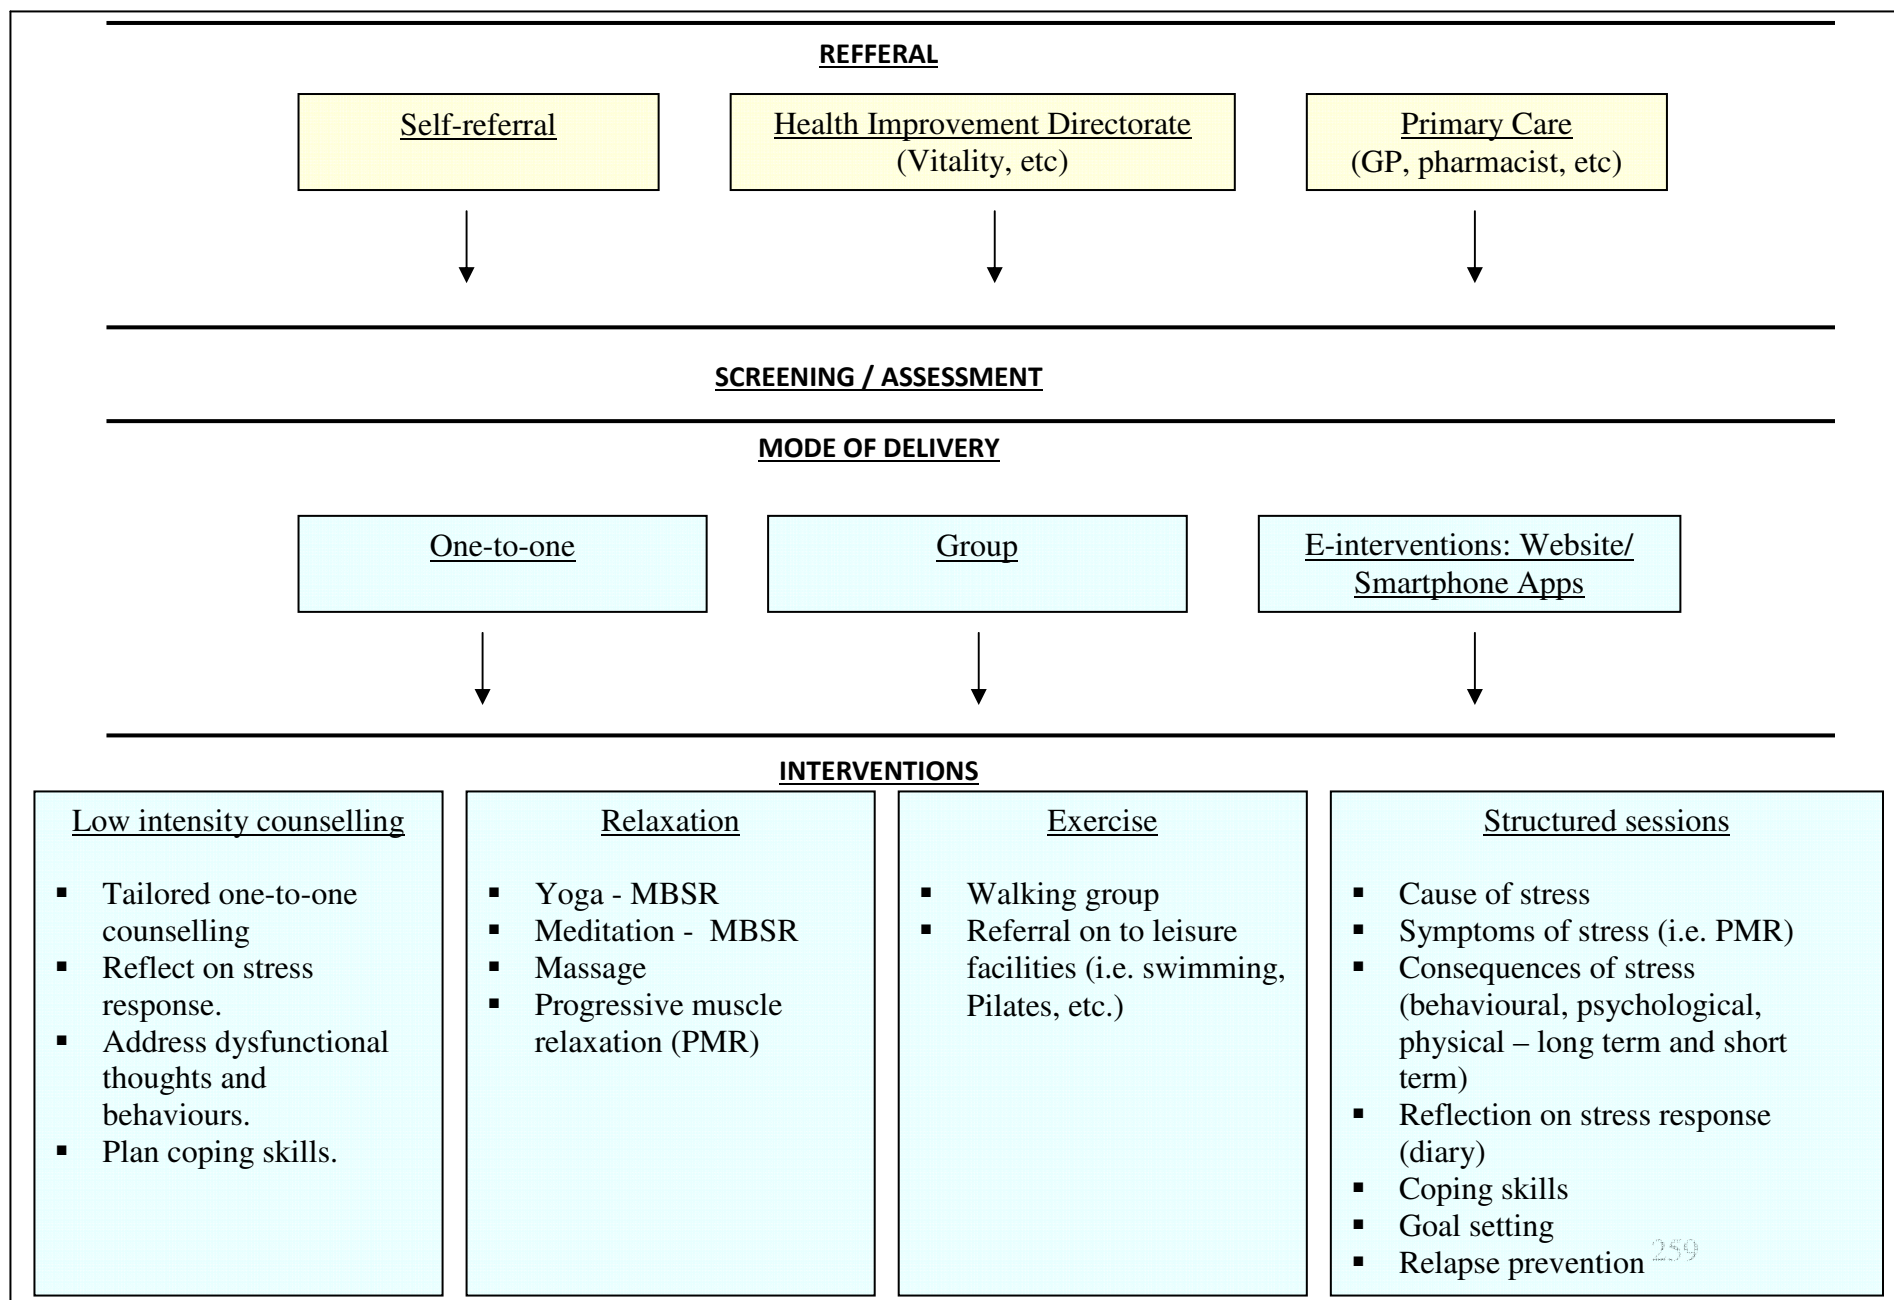 REFFERAL
Self-referral
Health Improvement Directorate
(Vitality, etc)
Primary Care
(GP, pharmacist, etc)
SCREENING / ASSESSMENT
MODE OF DELIVERY
One-to-one
Group
E-interventions: Website/
Smartphone Apps
INTERVENTIONS
Low intensity counselling
▪ Tailored one-to-one
counselling
▪ Reflect on stress
response.
▪ Address dysfunctional
thoughts and
behaviours.
▪ Plan coping skills.
Relaxation
▪ Yoga - MBSR
▪ Meditation - MBSR
▪ Massage
▪ Progressive muscle
relaxation (PMR)
Exercise
▪ Walking group
▪ Referral on to leisure
facilities (i.e. swimming,
Pilates, etc.)
Structured sessions
▪ Cause of stress
▪ Symptoms of stress (i.e. PMR)
▪ Consequences of stress
(behavioural, psychological,
physical – long term and short
term)
▪ Reflection on stress response
(diary)
▪ Coping skills
▪ Goal setting
▪ Relapse prevention
259